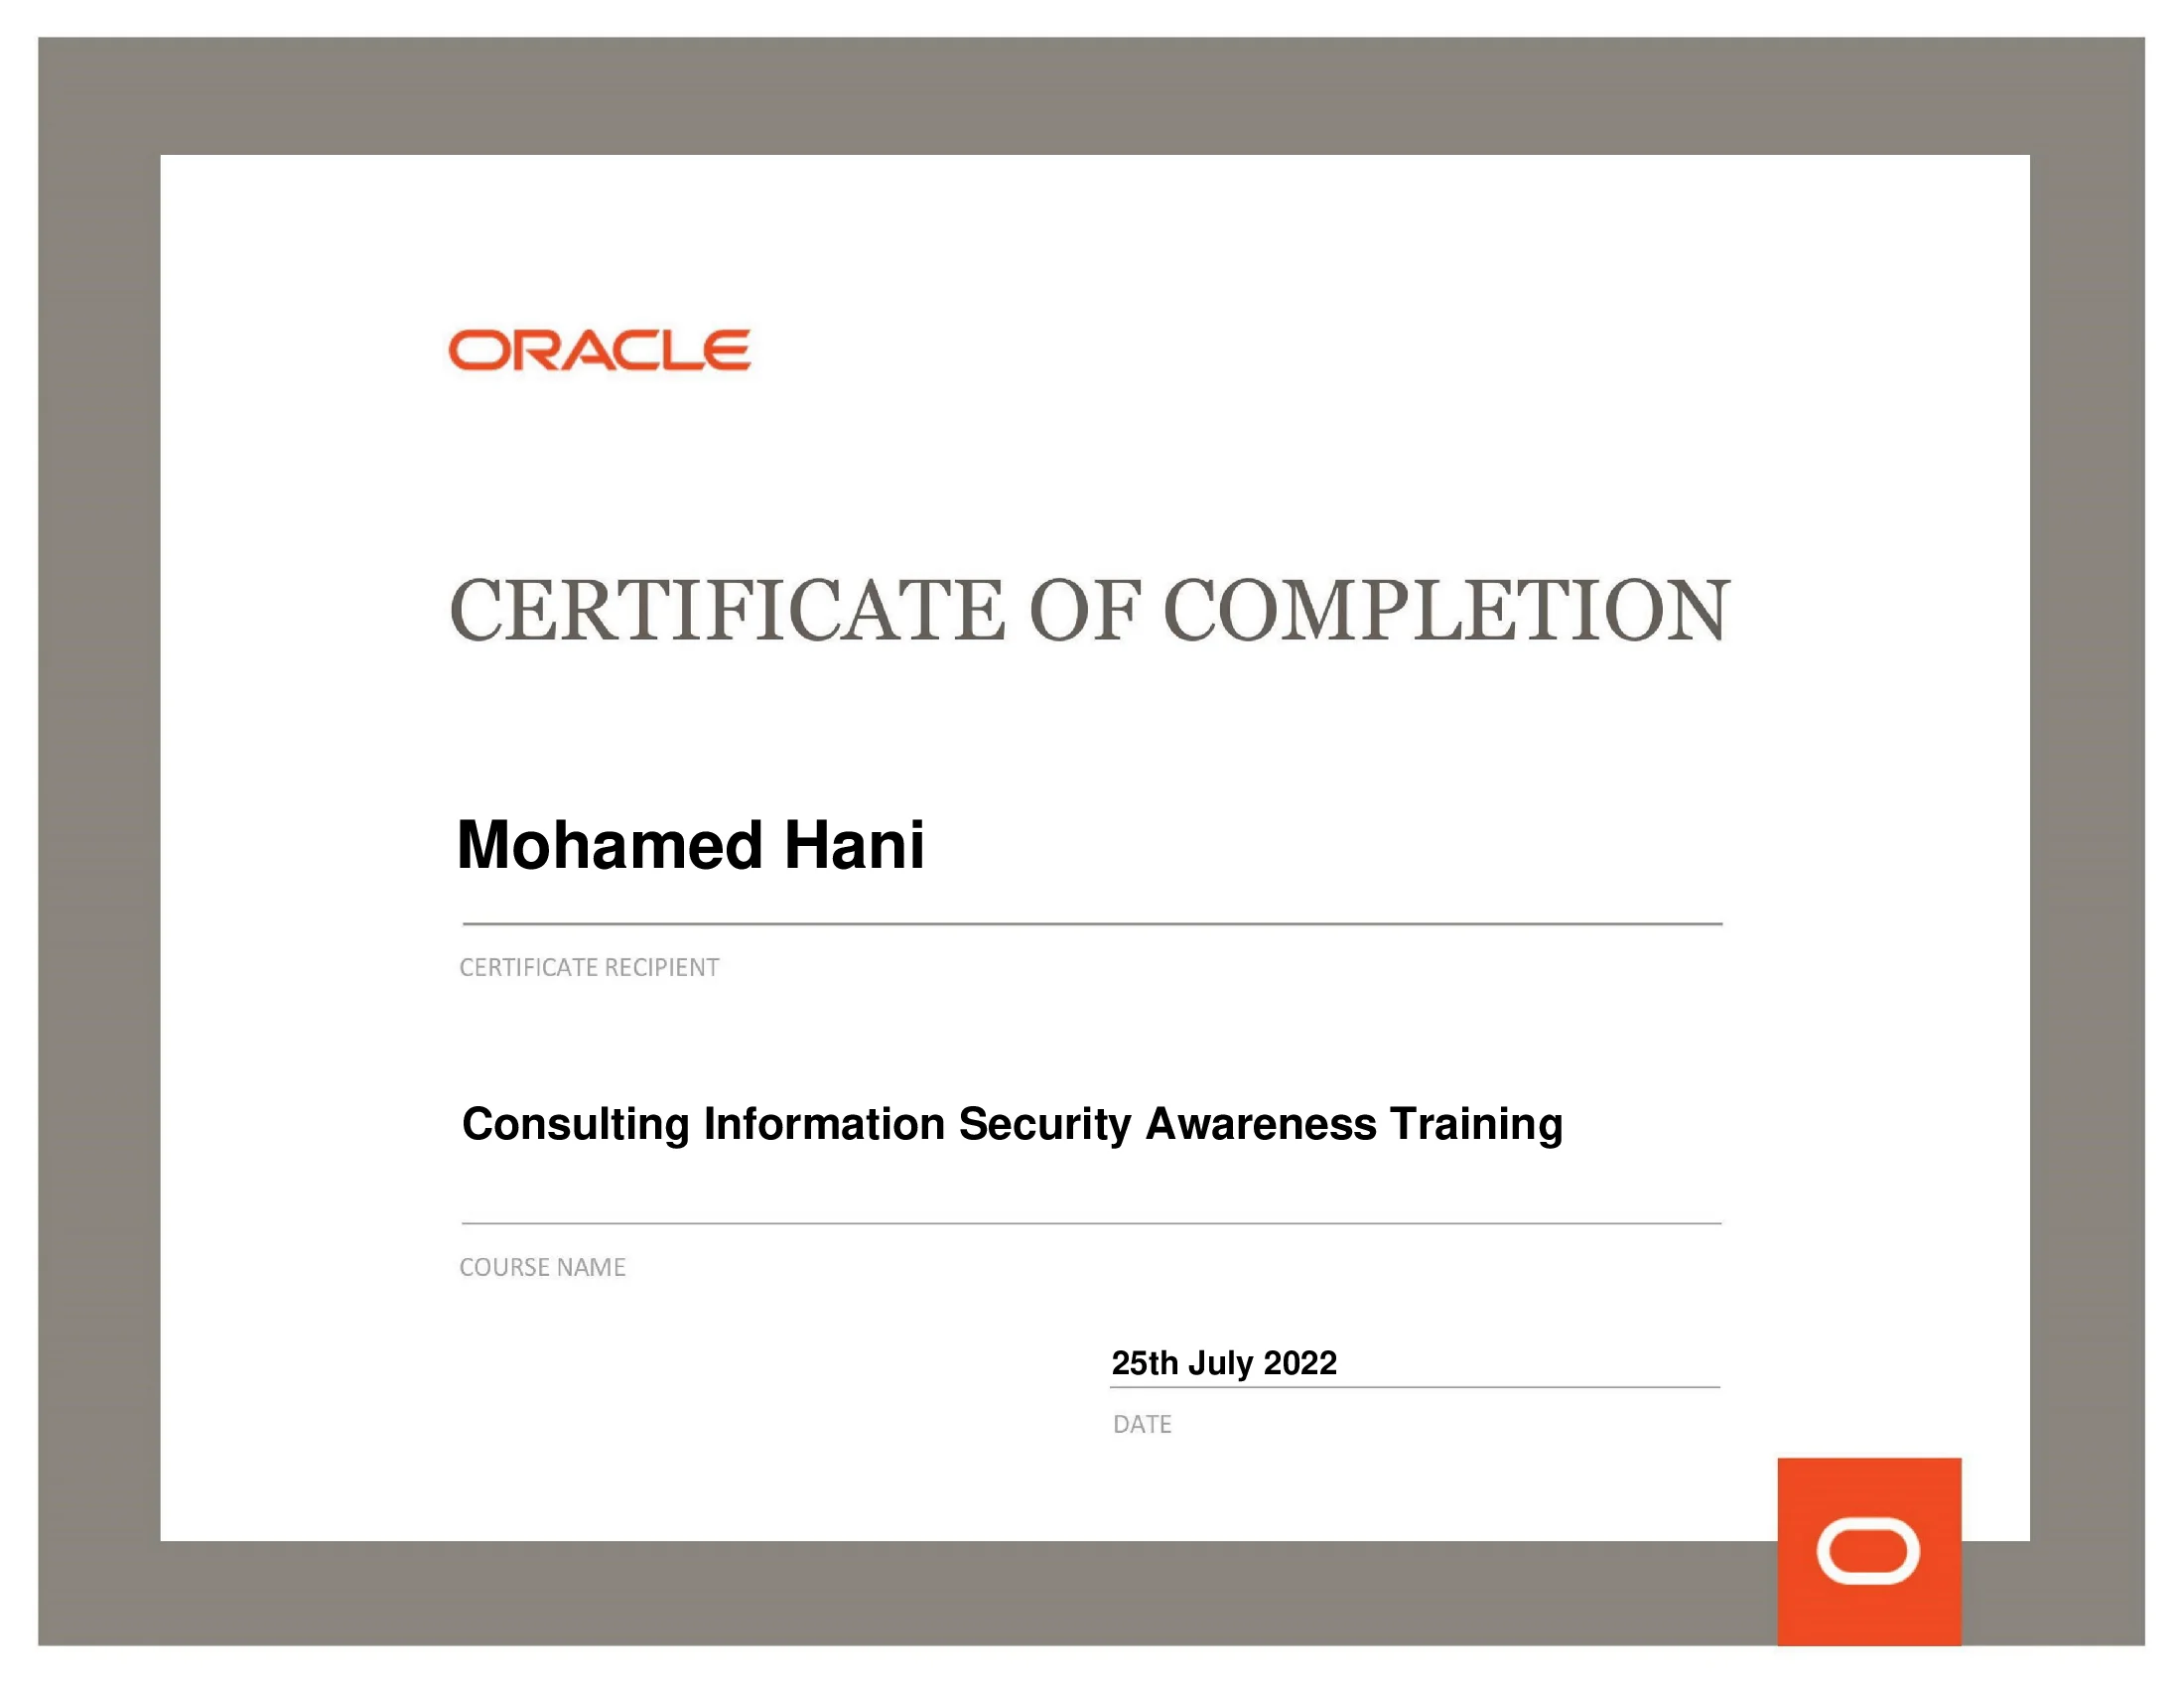 ORACLE
CERTIFICATE OF COMPLETION
Mohamed Hani
CERTIFICATE RECIPIENT
Consulting Information Security Awareness Training
COURSE NAME
25th July 2022
DATE